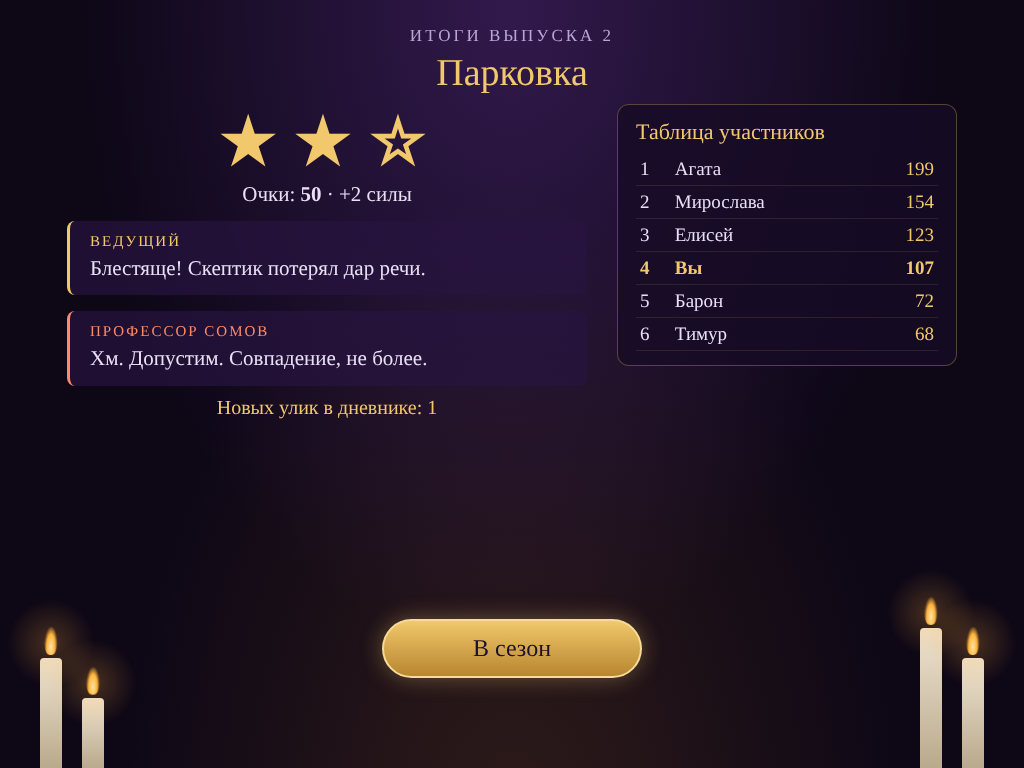 ИТОГИ ВЫПУСКА 2
Парковка
Очки: 50 · +2 силы
ВЕДУЩИЙ
Блестяще! Скептик потерял дар речи.
ПРОФЕССОР СОМОВ
Хм. Допустим. Совпадение, не более.
Новых улик в дневнике: 1
Таблица участников
1 Агата 199
2 Мирослава 154
3 Елисей 123
4 Вы 107
5 Барон 72
6 Тимур 68
В сезон